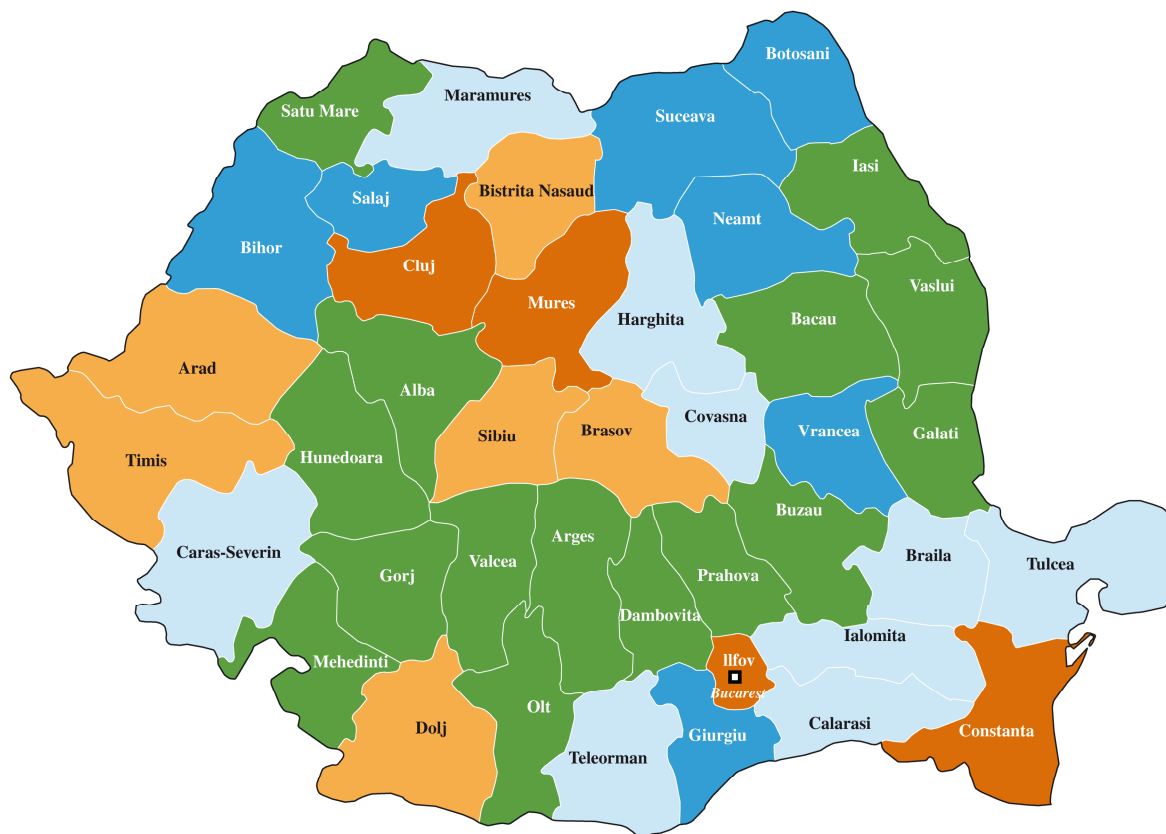 Botosani
Maramures
Satu Mare
Suceava
Iasi
Bistrita Nasaud
Salaj
Neamt
Bihor
Cluj
Vaslui
Mures
Harghita
Bacau
Arad
Alba
Covasna
Sibiu
Brasov
Vrancea
Galati
Timis
Hunedoara
Buzau
Arges
Caras-Severin
Valcea
Braila
Tulcea
Gorj
Prahova
Dambovita
Ialomita
Mehedinti
llfov
Bucarest
Olt
Dolj
Giurgiu
Calarasi
Constanta
Teleorman